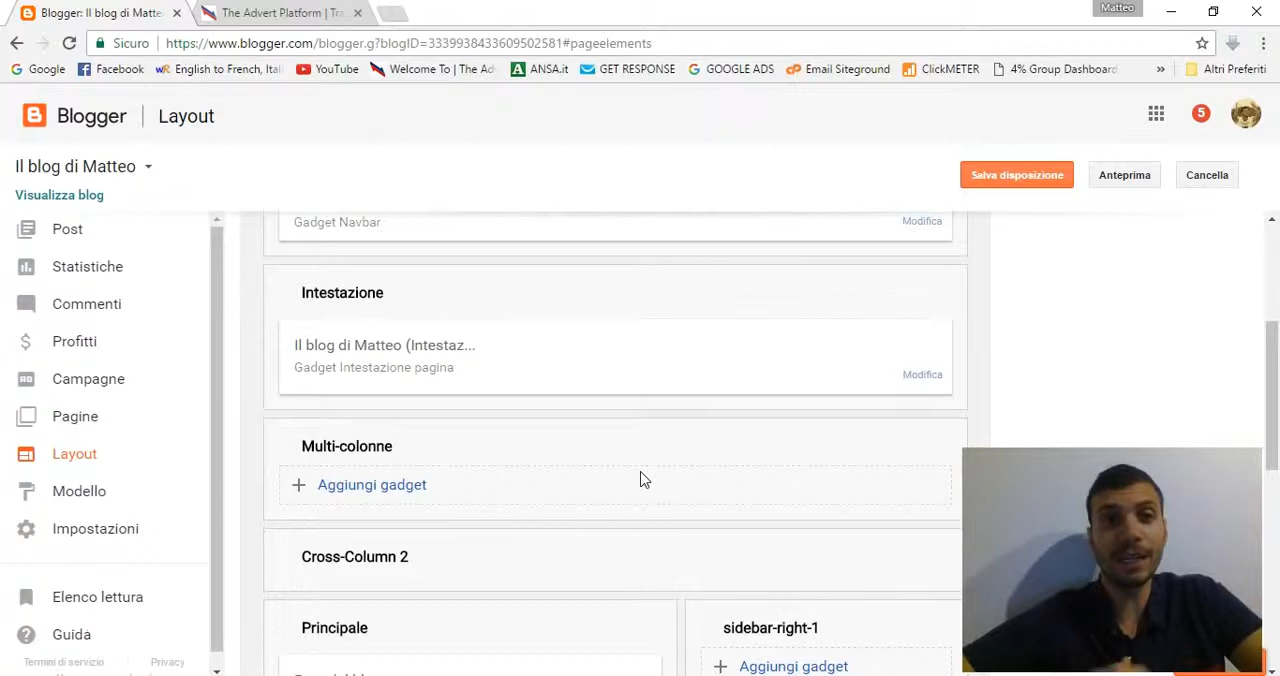 Blogger: Il blog di Matte
The Advert Platform | Tra
Matteo
Sicuro
https://www.blogger.com/blogger.g?blogID=3339938433609502581#pageelements
Google
Facebook
English to French, Ital
YouTube
Welcome To | The Adv
ANSA.it
GET RESPONSE
GOOGLE ADS
Email Siteground
ClickMETER
4% Group Dashboard
»
Altri Preferiti
Blogger
Layout
5
Il blog di Matteo
Visualizza blog
Salva disposizione
Anteprima
Cancella
Post
Statistiche
Commenti
Profitti
Campagne
Pagine
Layout
Modello
Impostazioni
Elenco lettura
Guida
Termini di servizio
Privacy
Gadget Navbar
Modifica
Intestazione
Il blog di Matteo (Intestaz...
Gadget Intestazione pagina
Modifica
Multi-colonne
+ Aggiungi gadget
Cross-Column 2
Principale
sidebar-right-1
+ Aggiungi gadget